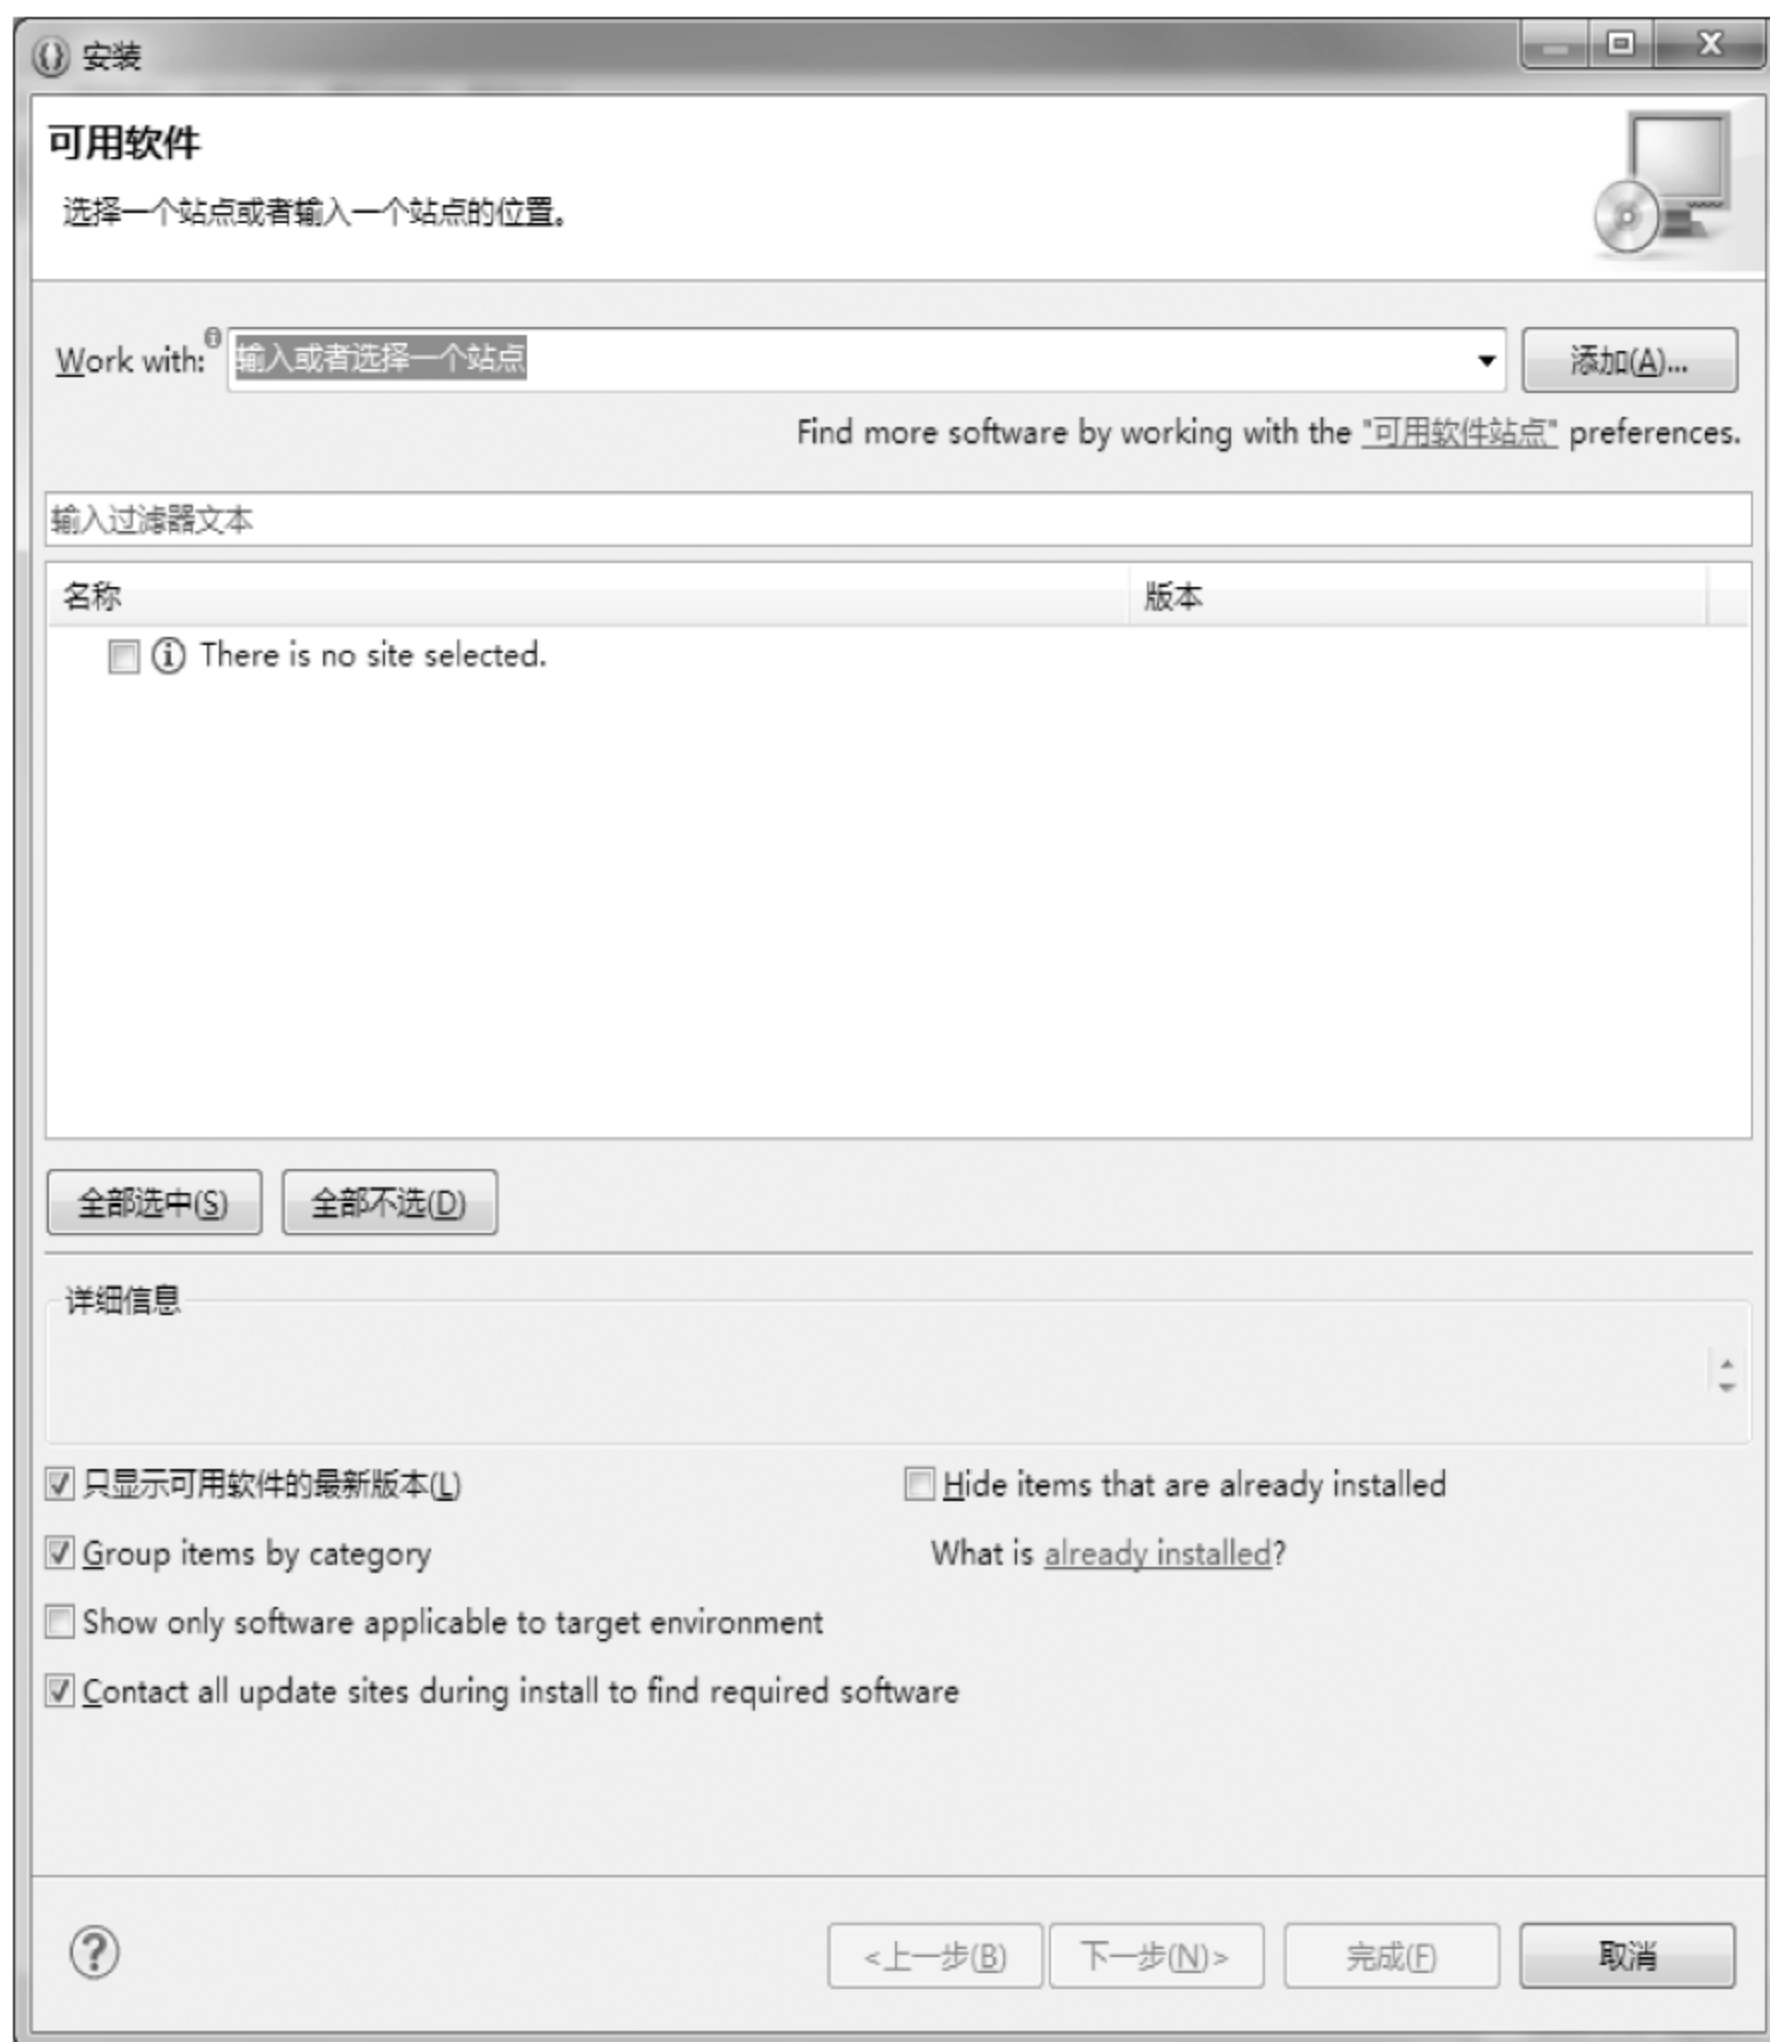 安装
可用软件
选择一个站点或者输入一个站点的位置。
Work with: 输入或者选择一个站点 添加(A)...
Find more software by working with the "可用软件站点" preferences.
输入过滤器文本
名称 版本
There is no site selected.
全部选中(S) 全部不选(D)
详细信息
只显示可用软件的最新版本(L) Hide items that are already installed
Group items by category What is already installed?
Show only software applicable to target environment
Contact all update sites during install to find required software
<上一步(B) 下一步(N)> 完成(F) 取消